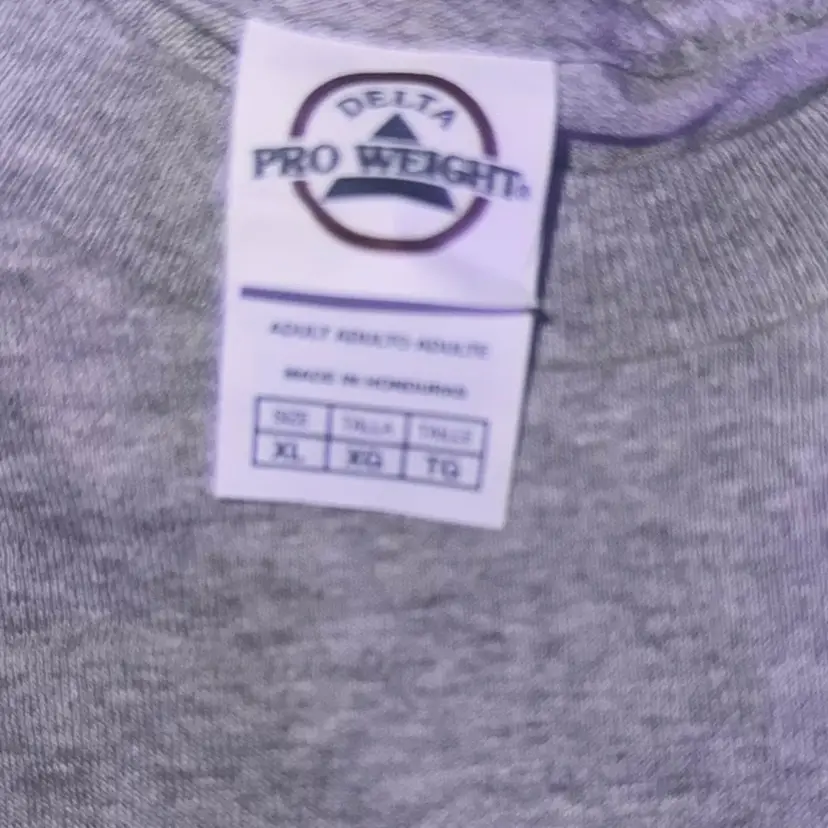 DELTA
PRO WEIGHT®
ADULT ADULTO ADULTE
MADE IN HONDURAS
SIZE TALLA TAILLE
XL XG TG